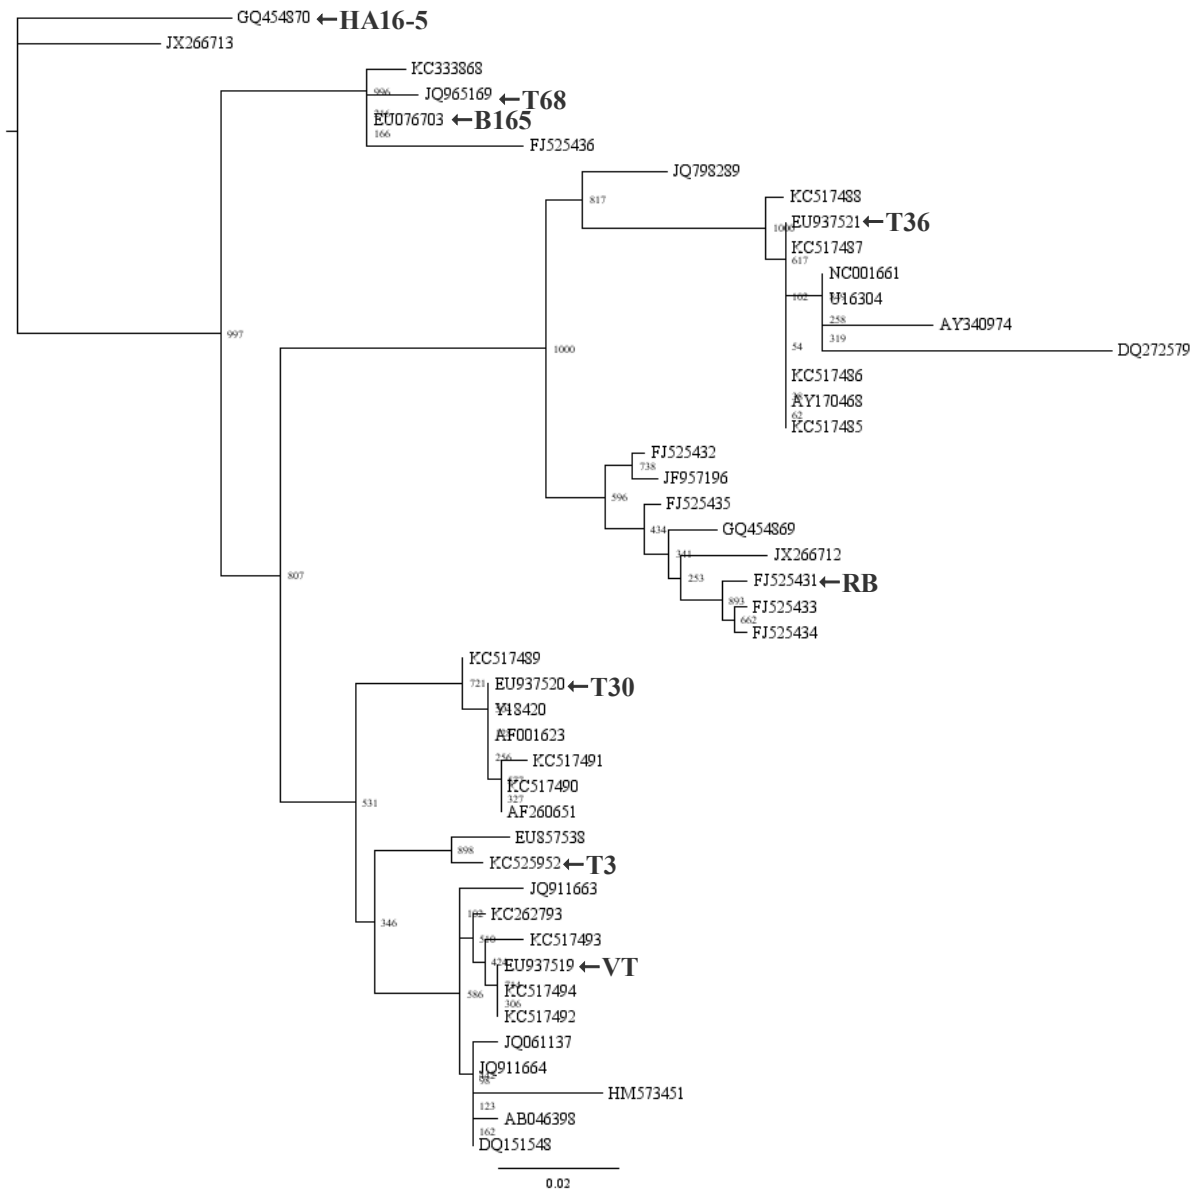 GQ454870 ←HA16-5
JX266713
KC333868
996
JQ965169 ←T68
EU076703 ←B165
166
FJ525436
JQ798289
817
KC517488
EU937521 ←T36
1000
KC517487
617
NC001661
U16304
102
258
AY340974
319
997
54
1000
DQ272579
KC517486
AY170468
62
KC517485
FJ525432
738
JF957196
596
FJ525435
434
GQ454869
341
JX266712
253
807
FJ525431 ←RB
893
FJ525433
662
FJ525434
KC517489
721
EU937520 ←T30
Y18420
AF001623
256
KC517491
KC517490
327
531
AF260651
EU857538
898
KC525952 ←T3
JQ911663
102
KC262793
346
510
KC517493
424
EU937519 ←VT
KC517494
586
306
KC517492
JQ061137
JQ911664
98
HM573451
123
AB046398
162
DQ151548
0.02